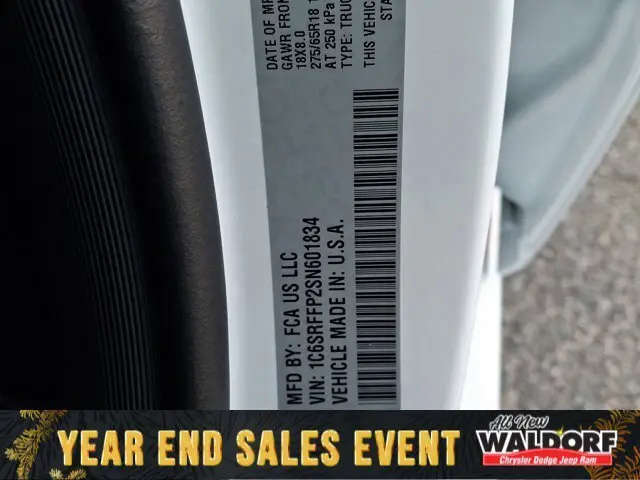 DATE OF MF
GAWR FRONT
18X8.0
275/65R18
AT 250 kPa
TYPE: TRUC
THIS VEHIC
STA
MFD BY: FCA US LLC
VIN: 1C6SRFFP2SN601834
VEHICLE MADE IN: U.S.A.
YEAR END SALES EVENT
All New
WALDORF
Chrysler Dodge Jeep Ram